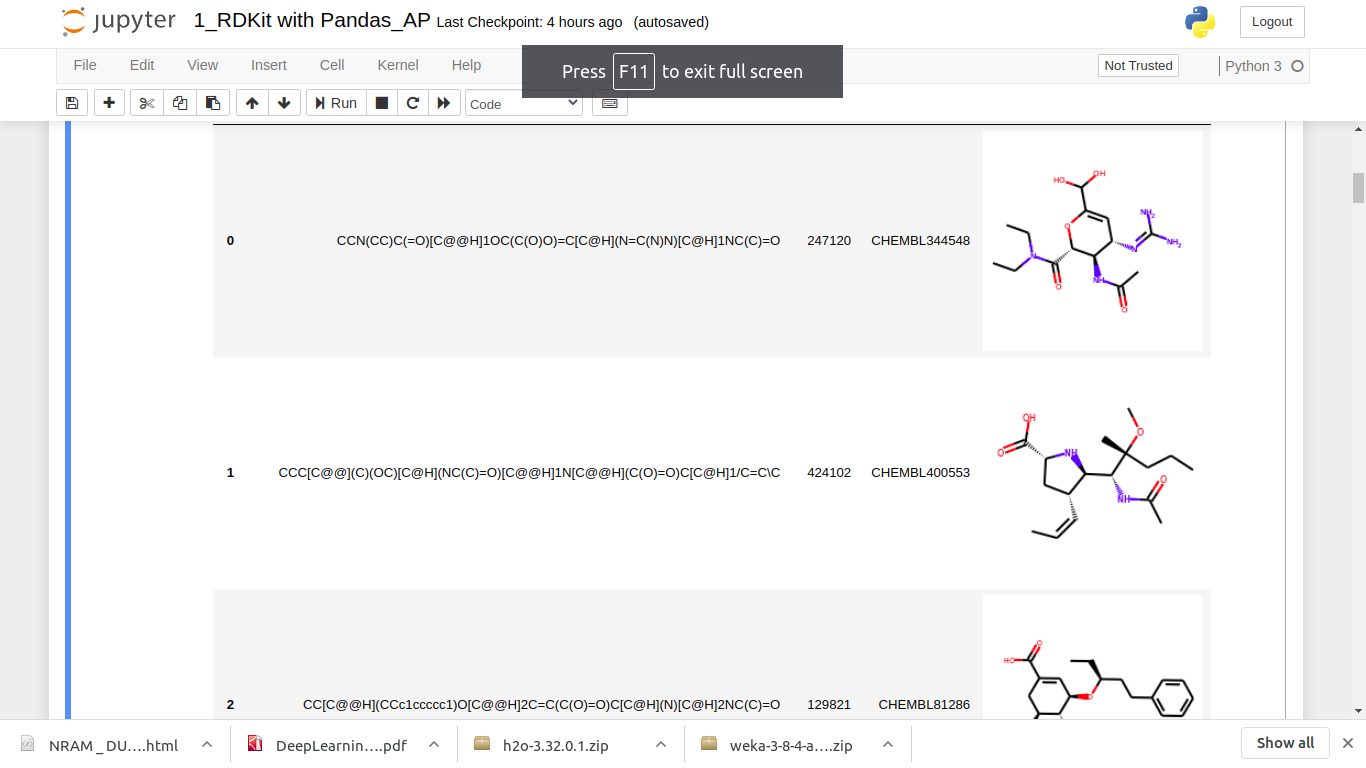 jupyter 1_RDKit with Pandas_AP Last Checkpoint: 4 hours ago (autosaved) Logout
Press F11 to exit full screen
File Edit View Insert Cell Kernel Help Not Trusted Python 3
Run Code
HO OH
0 CCN(CC)C(=O)[C@@H]1OC(C(O)O)=C[C@H](N=C(N)N)[C@H]1NC(C)=O 247120 CHEMBL344548
O NH2 N NH2 N NH O O
OH O NH O
1 CCC[C@@](C)(OC)[C@H](NC(C)=O)[C@@H]1N[C@@H](C(O)=O)C[C@H]1/C=C\C 424102 CHEMBL400553
O NH
O HO O
2 CC[C@@H](CCc1ccccc1)O[C@@H]2C=C(C(O)=O)C[C@H](N)[C@H]2NC(C)=O 129821 CHEMBL81286
NRAM _ DU....html DeepLearnin….pdf h2o-3.32.0.1.zip weka-3-8-4-a….zip Show all